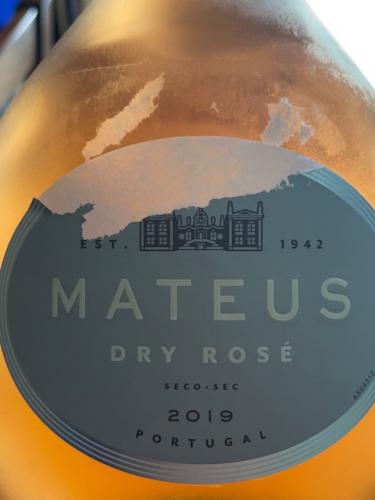 EST. 1942
MATEUS
DRY ROSÉ
SECO-SEC
2019
PORTUGAL